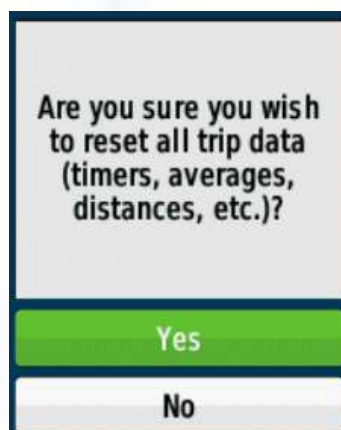 Are you sure you wish
to reset all trip data
(timers, averages,
distances, etc.)?
Yes
No